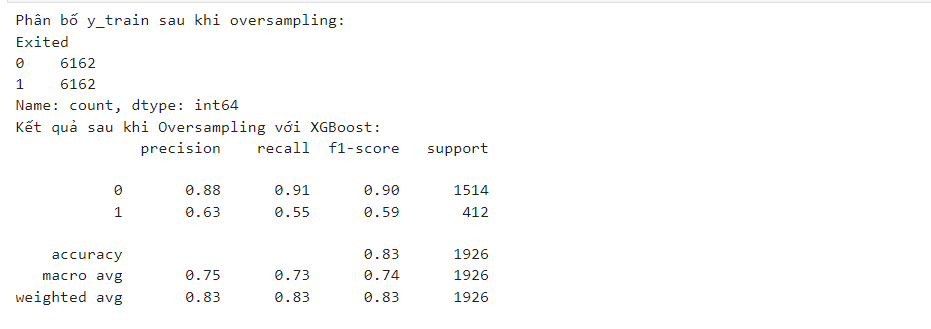 Phân bố y_train sau khi oversampling:
Exited
0    6162
1    6162
Name: count, dtype: int64
Kết quả sau khi Oversampling với XGBoost:
              precision    recall  f1-score   support

           0       0.88      0.91      0.90      1514
           1       0.63      0.55      0.59       412

    accuracy                           0.83      1926
   macro avg       0.75      0.73      0.74      1926
weighted avg       0.83      0.83      0.83      1926